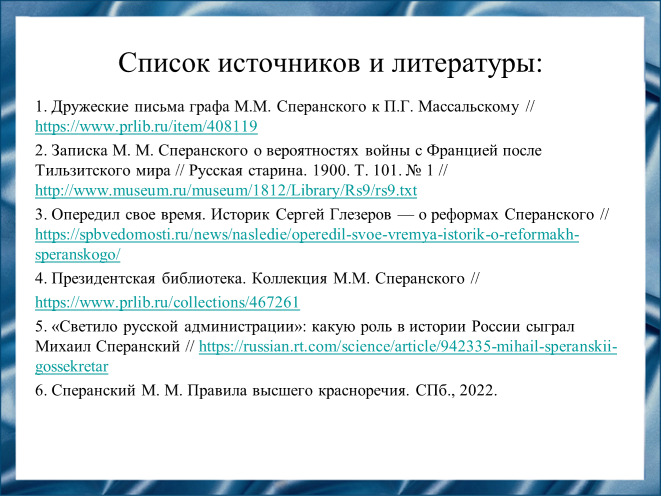 Список источников и литературы:
1. Дружеские письма графа М.М. Сперанского к П.Г. Массальскому //
https://www.prlib.ru/item/408119
2. Записка М. М. Сперанского о вероятностях войны с Францией после
Тильзитского мира // Русская старина. 1900. Т. 101. № 1 //
http://www.museum.ru/museum/1812/Library/Rs9/rs9.txt
3. Опередил свое время. Историк Сергей Глезеров — о реформах Сперанского //
https://spbvedomosti.ru/news/nasledie/operedil-svoe-vremya-istorik-o-reformakh-
speranskogo/
4. Президентская библиотека. Коллекция М.М. Сперанского //
https://www.prlib.ru/collections/467261
5. «Светило русской администрации»: какую роль в истории России сыграл
Михаил Сперанский // https://russian.rt.com/science/article/942335-mihail-speranskii-
gossekretar
6. Сперанский М. М. Правила высшего красноречия. СПб., 2022.